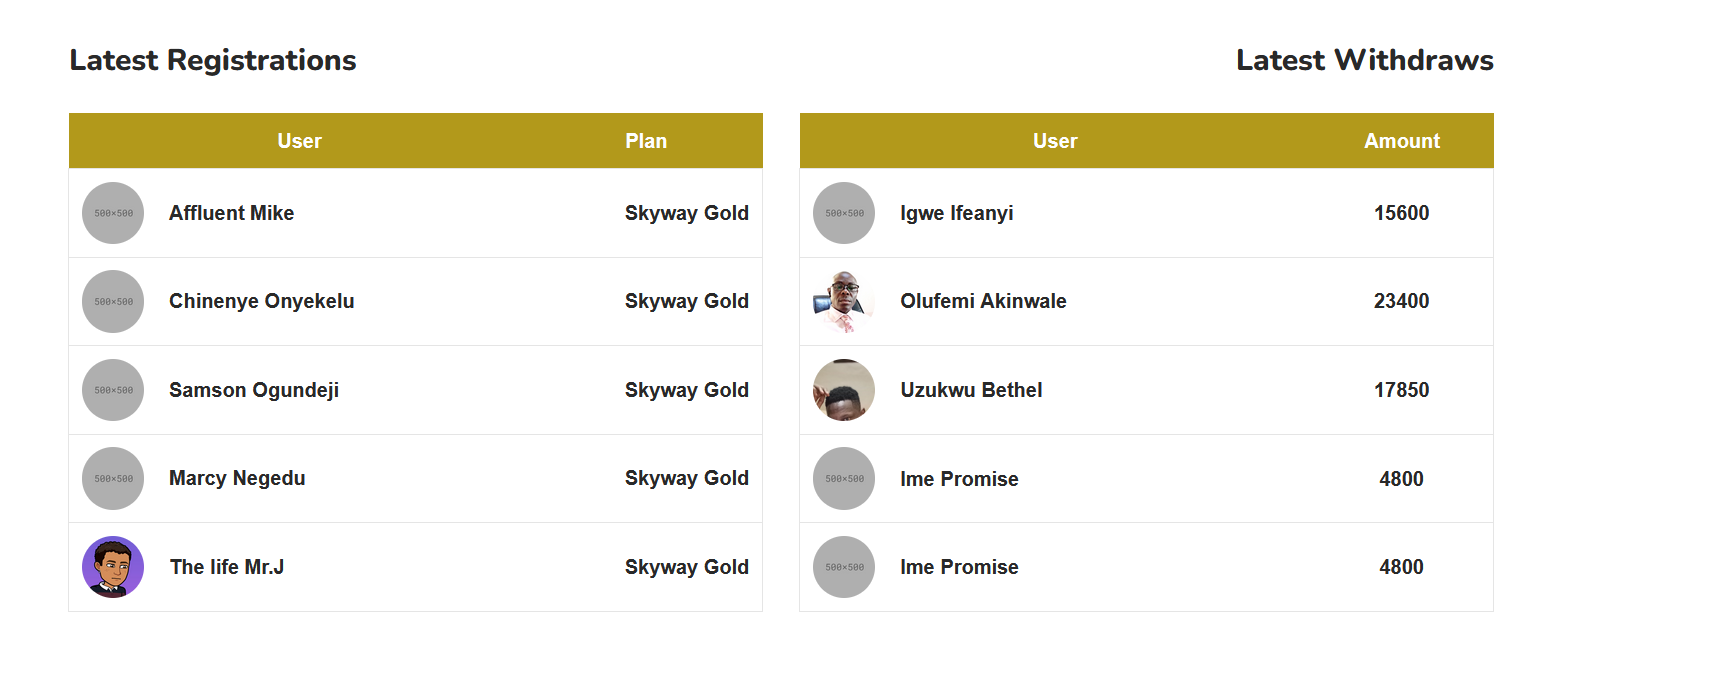 Latest Registrations
Latest Withdraws
User Plan
500×500 Affluent Mike Skyway Gold
500×500 Chinenye Onyekelu Skyway Gold
500×500 Samson Ogundeji Skyway Gold
500×500 Marcy Negedu Skyway Gold
The life Mr.J Skyway Gold
User Amount
500×500 Igwe Ifeanyi 15600
Olufemi Akinwale 23400
Uzukwu Bethel 17850
500×500 Ime Promise 4800
500×500 Ime Promise 4800